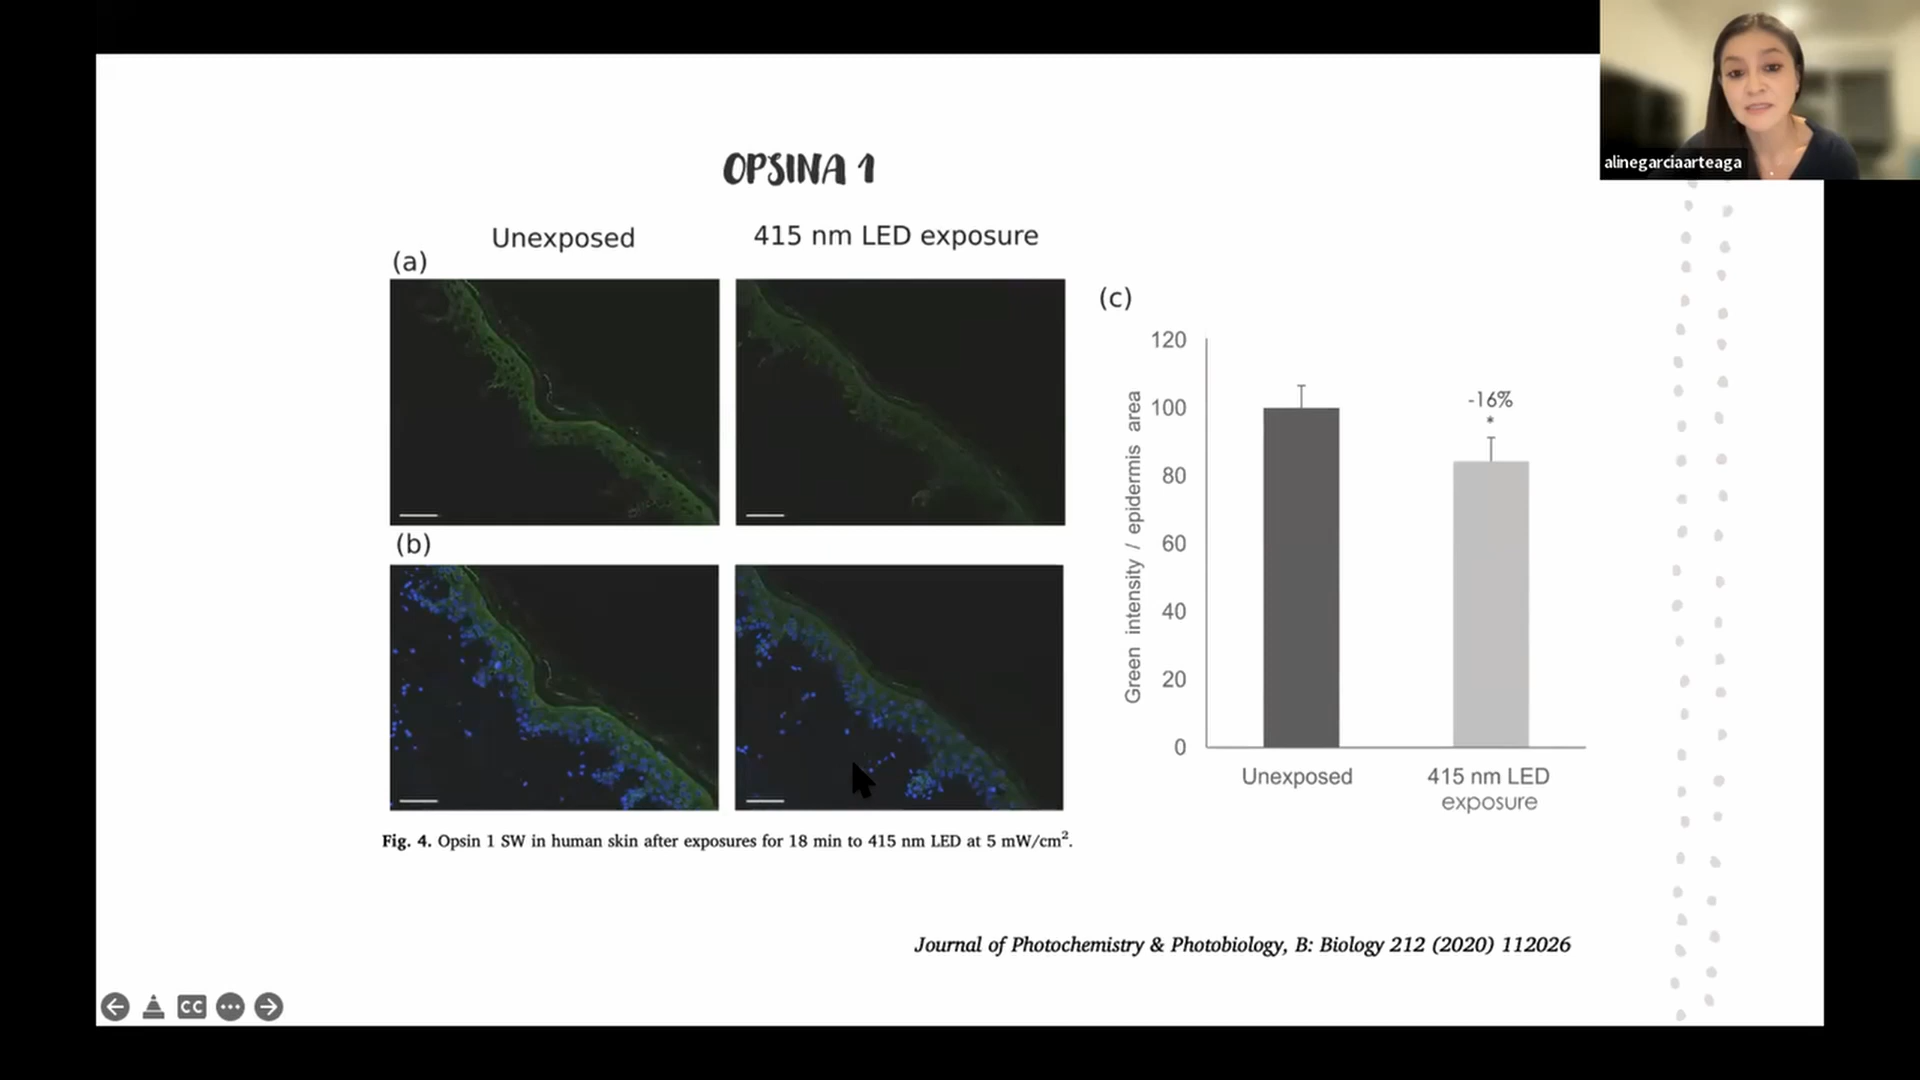 alinegarciaarteaga
OPSINA 1
Unexposed
415 nm LED exposure
(a)
(b)
(c)
120
100
80
60
40
20
0
Green intensity / epidermis area
-16%
*
Unexposed
415 nm LED
exposure
Fig. 4. Opsin 1 SW in human skin after exposures for 18 min to 415 nm LED at 5 mW/cm².
Journal of Photochemistry & Photobiology, B: Biology 212 (2020) 112026
CC